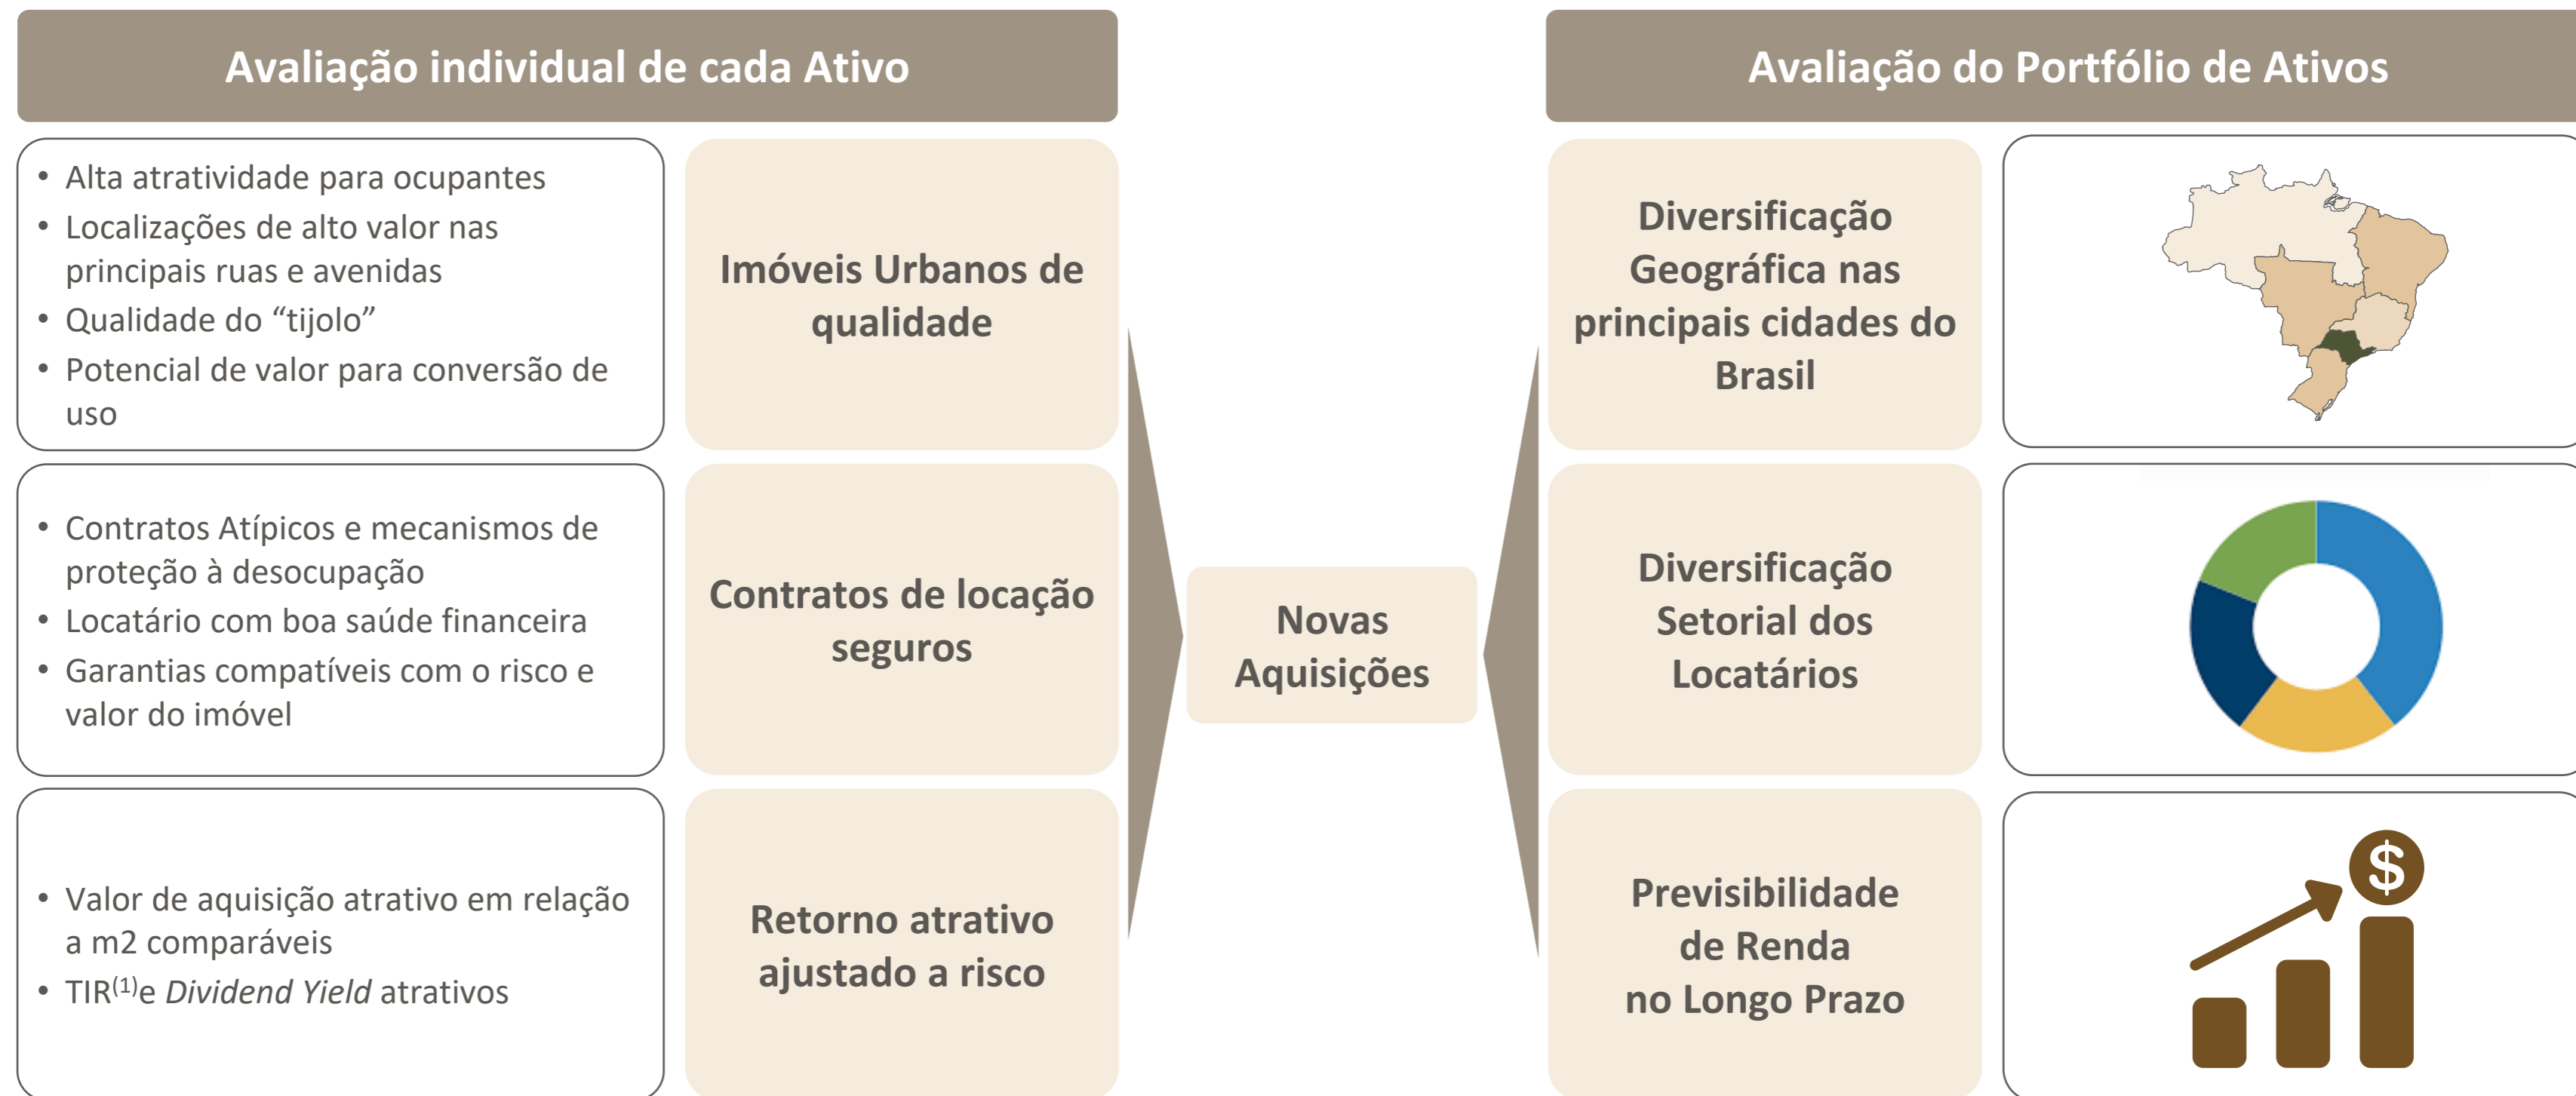 Avaliação individual de cada Ativo
• Alta atratividade para ocupantes
• Localizações de alto valor nas
principais ruas e avenidas
• Qualidade do “tijolo”
• Potencial de valor para conversão de
uso
Imóveis Urbanos de
qualidade
• Contratos Atípicos e mecanismos de
proteção à desocupação
• Locatário com boa saúde financeira
• Garantias compatíveis com o risco e
valor do imóvel
Contratos de locação
seguros
• Valor de aquisição atrativo em relação
a m2 comparáveis
• TIR(1)e Dividend Yield atrativos
Retorno atrativo
ajustado a risco
Novas
Aquisições
Avaliação do Portfólio de Ativos
Diversificação
Geográfica nas
principais cidades do
Brasil
Diversificação
Setorial dos
Locatários
Previsibilidade
de Renda
no Longo Prazo
$